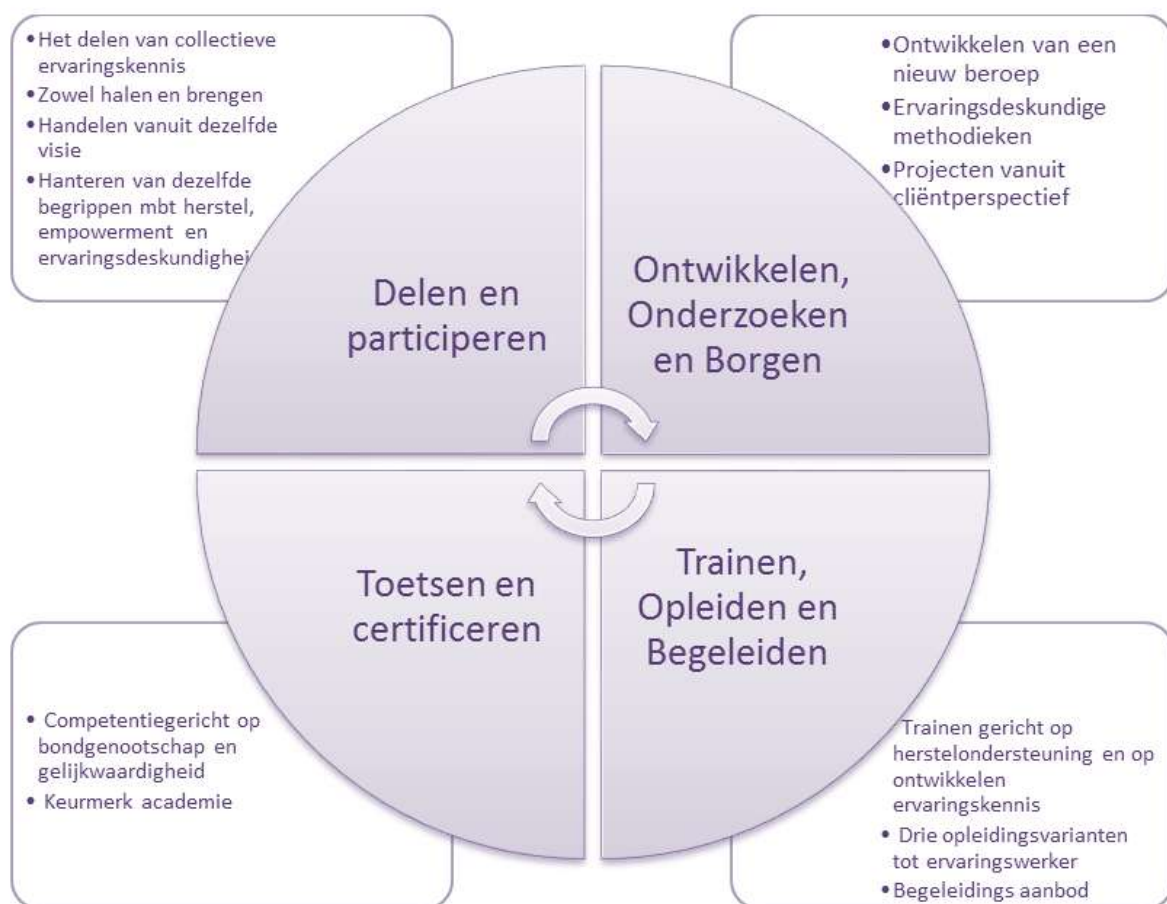 •Het delen van collectieve
ervaringskennis
•Zowel halen en brengen
•Handelen vanuit dezelfde
visie
•Hanteren van dezelfde
begrippen mbt herstel,
empowerment en
ervaringsdeskundighei
•Ontwikkelen van een
nieuw beroep
•Ervaringsdeskundige
methodieken
•Projecten vanuit
cliëntperspectief
Delen en
participeren
Ontwikkelen,
Onderzoeken
en Borgen
Toetsen en
certificeren
Trainen,
Opleiden en
Begeleiden
• Competentiegericht op
bondgenootschap en
gelijkwaardigheid
• Keurmerk academie
Trainen gericht op
herstelondersteuning en op
ontwikkelen
ervaringskennis
• Drie opleidingsvarianten
tot ervaringswerker
•Begeleidings aanbod